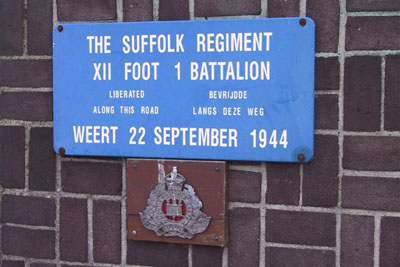 THE SUFFOLK REGIMENT
XII FOOT 1 BATTALION
LIBERATED BEVRIJDDE
ALONG THIS ROAD LANGS DEZE WEG
WEERT 22 SEPTEMBER 1944